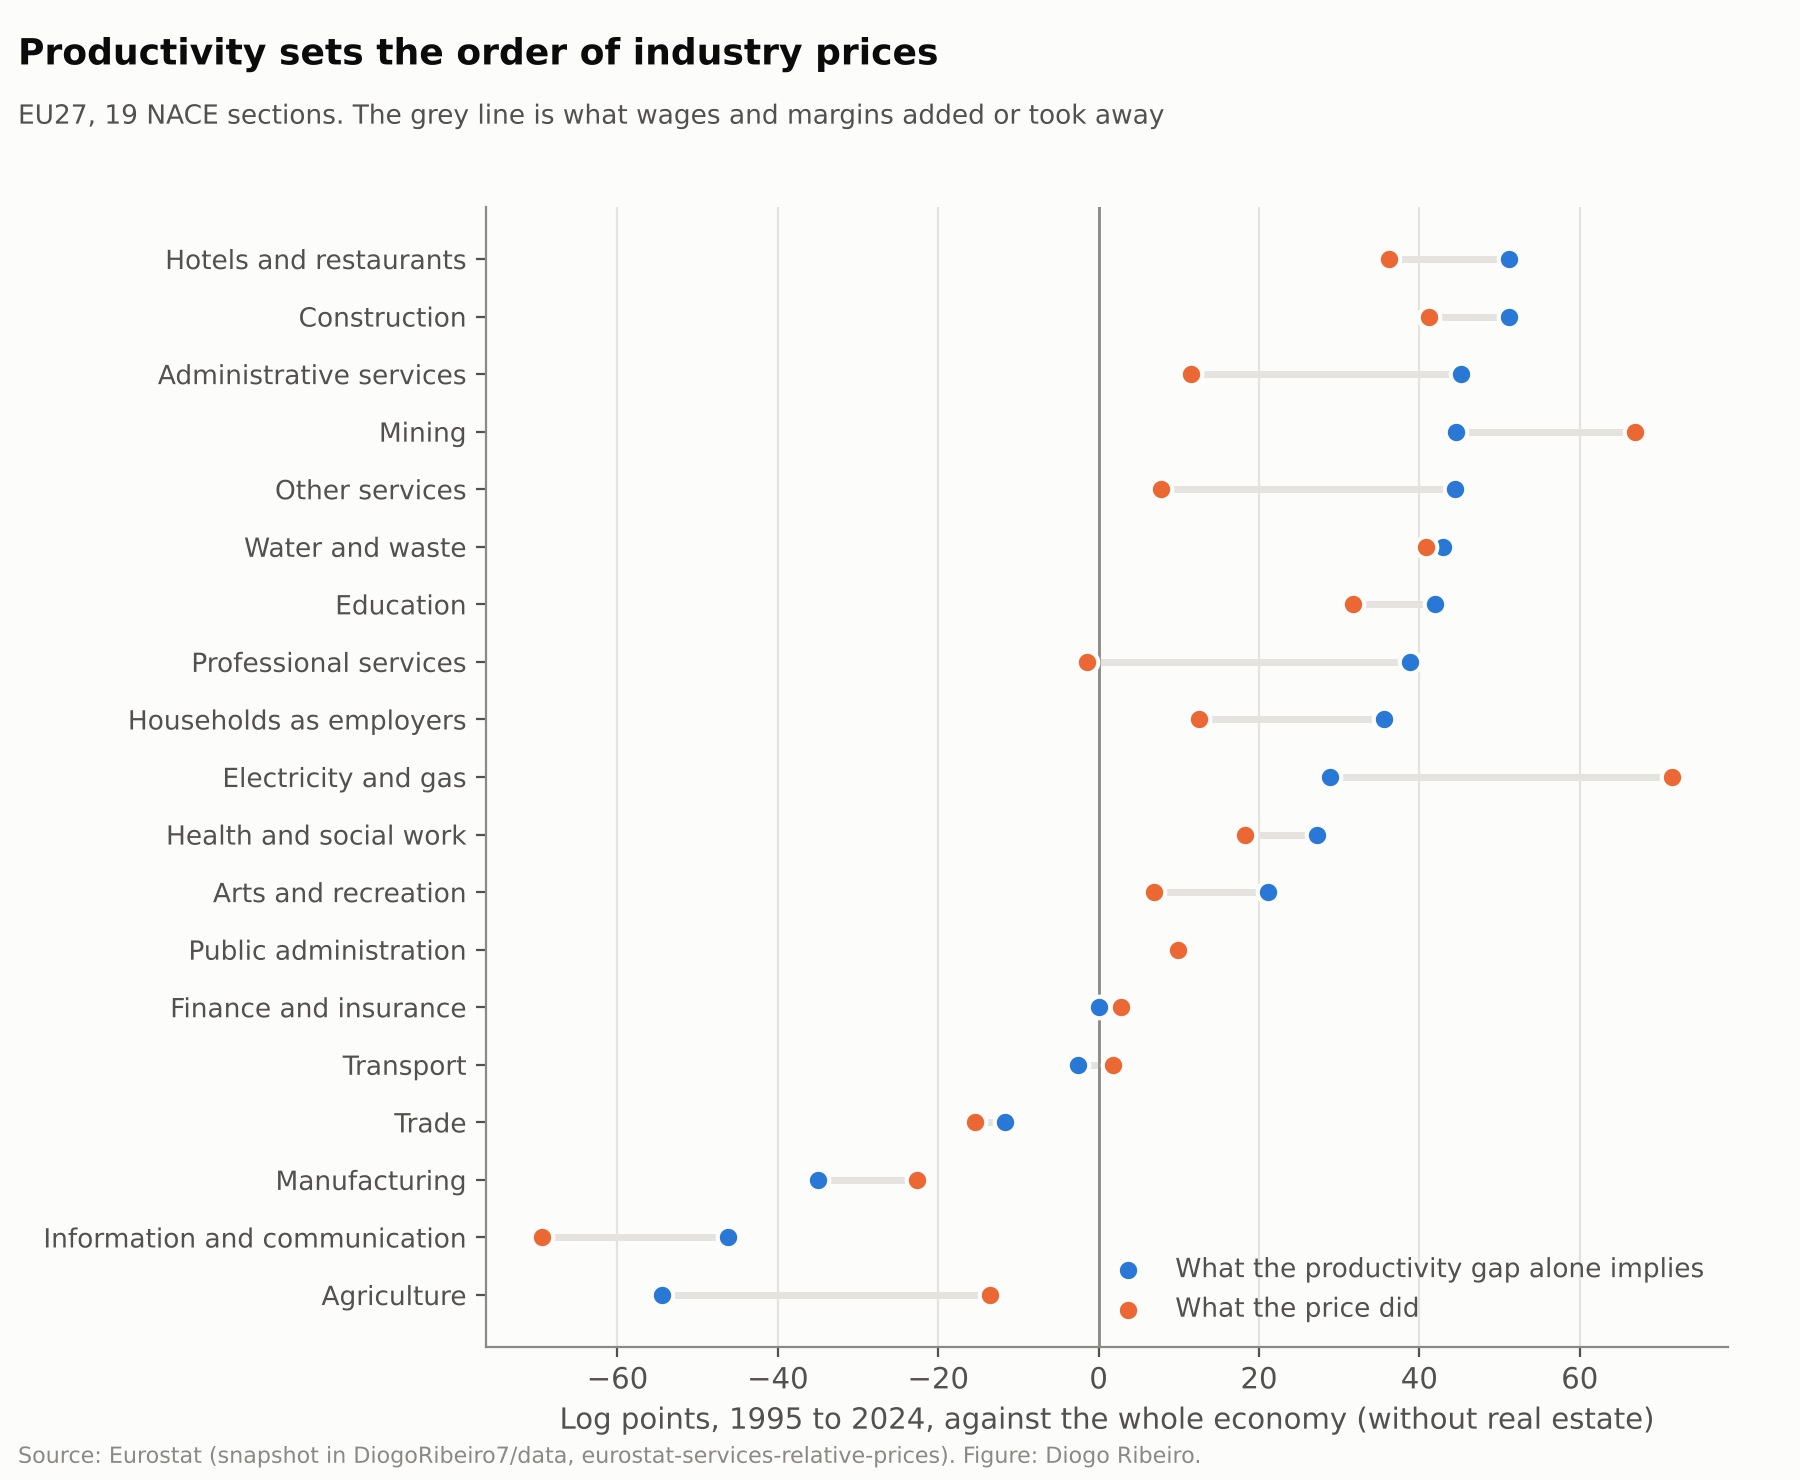 Productivity sets the order of industry prices
EU27, 19 NACE sections. The grey line is what wages and margins added or took away
Hotels and restaurants
Construction
Administrative services
Mining
Other services
Water and waste
Education
Professional services
Households as employers
Electricity and gas
Health and social work
Arts and recreation
Public administration
Finance and insurance
Transport
Trade
Manufacturing
Information and communication
Agriculture
What the productivity gap alone implies
What the price did
−60 −40 −20 0 20 40 60
Log points, 1995 to 2024, against the whole economy (without real estate)
Source: Eurostat (snapshot in DiogoRibeiro7/data, eurostat-services-relative-prices). Figure: Diogo Ribeiro.